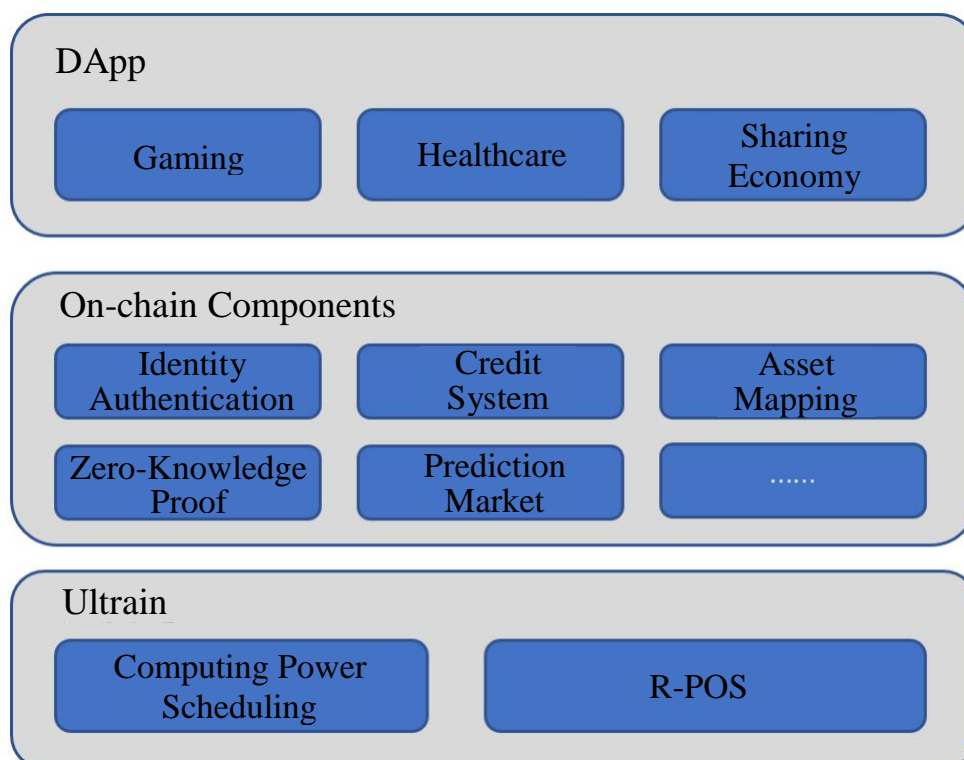 DApp
Gaming
Healthcare
Sharing
Economy
On-chain Components
Identity
Authentication
Credit
System
Asset
Mapping
Zero-Knowledge
Proof
Prediction
Market
......
Ultrain
Computing Power
Scheduling
R-POS